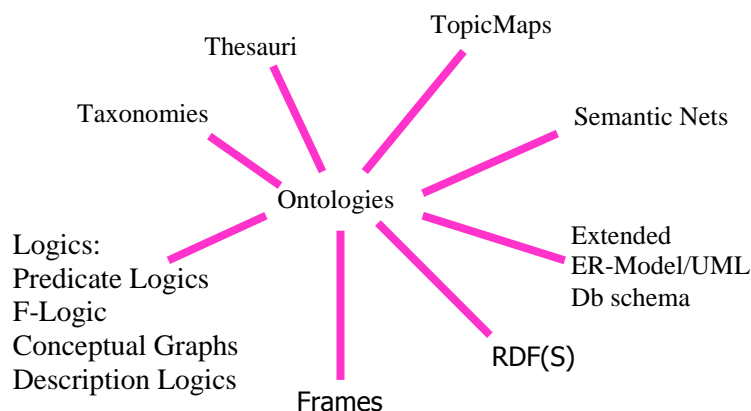 TopicMaps
Thesauri
Taxonomies
Semantic Nets
Ontologies
Logics:
Predicate Logics
F-Logic
Conceptual Graphs
Description Logics
Extended
ER-Model/UML
Db schema
RDF(S)
Frames